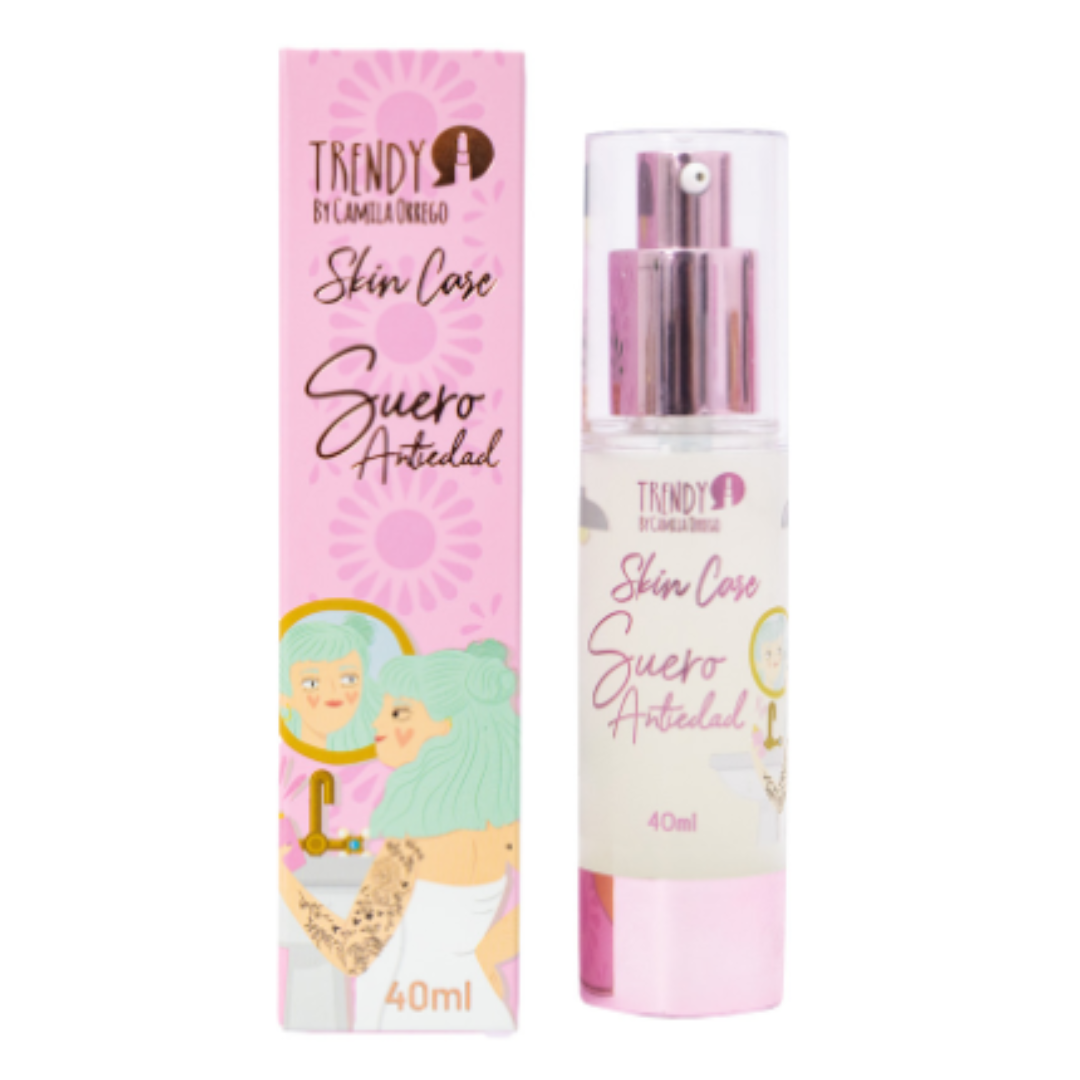 TRENDY
BY CAMILA ORREGO
Skin Care
Suero
Antiedad
40ml
TRENDY
BY CAMILA ORREGO
Skin Care
Suero
Antiedad
40ml